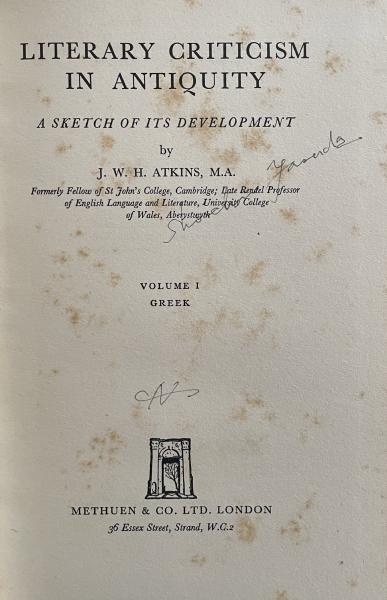 LITERARY CRITICISM
IN ANTIQUITY
A SKETCH OF ITS DEVELOPMENT
by
J. W. H. ATKINS, M.A.
Formerly Fellow of St John's College, Cambridge; Late Rendel Professor
of English Language and Literature, University College
of Wales, Aberystwyth
VOLUME I
GREEK
METHUEN & CO. LTD. LONDON
36 Essex Street, Strand, W.C.2